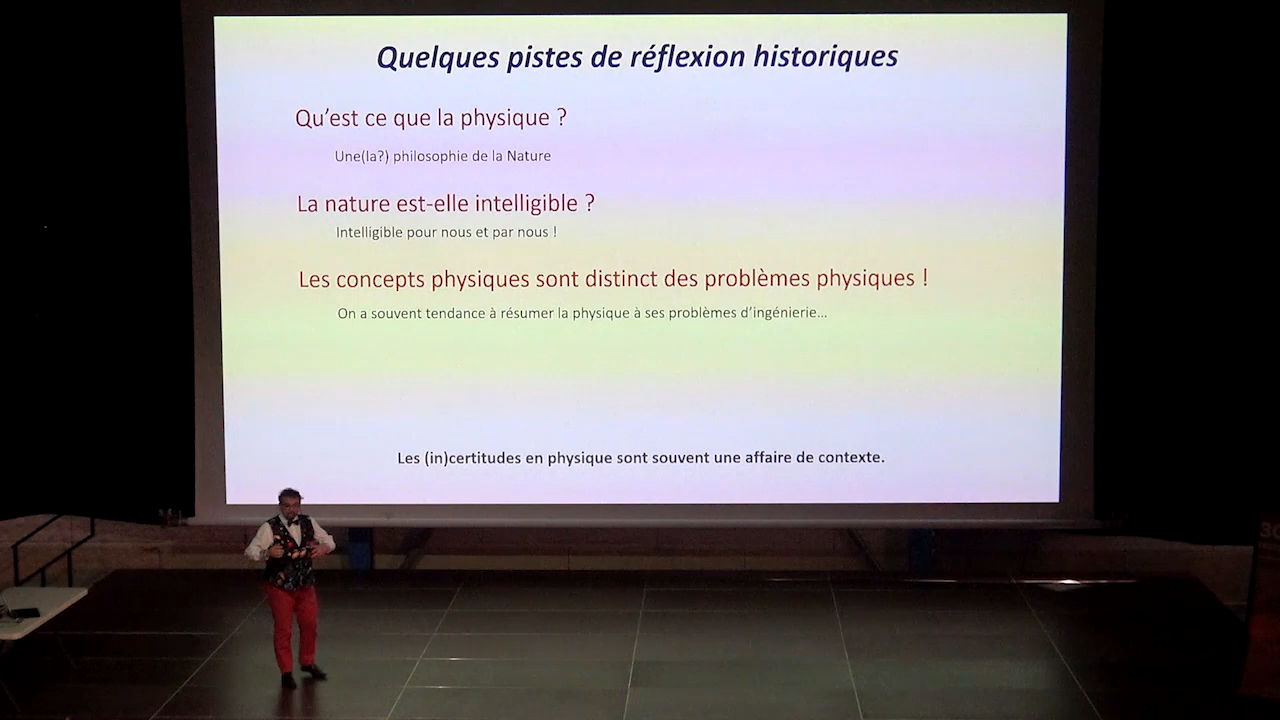 Quelques pistes de réflexion historiques
Qu'est ce que la physique ?
Une(la?) philosophie de la Nature
La nature est-elle intelligible ?
Intelligible pour nous et par nous !
Les concepts physiques sont distinct des problèmes physiques !
On a souvent tendance à résumer la physique à ses problèmes d'ingénierie...
Les (in)certitudes en physique sont souvent une affaire de contexte.